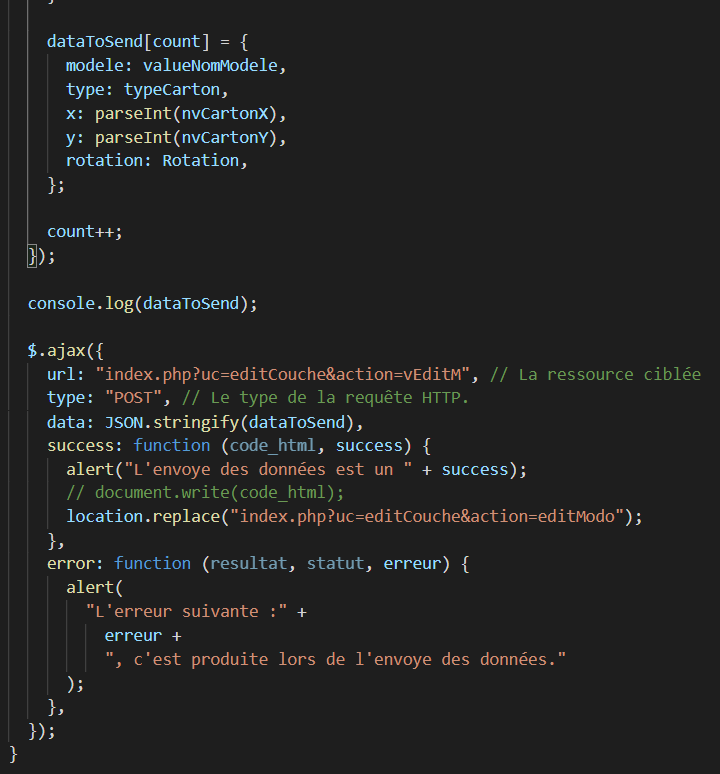 dataToSend[count] = {
modele: valueNomModele,
type: typeCarton,
x: parseInt(nvCartonX),
y: parseInt(nvCartonY),
rotation: Rotation,
};
count++;
});
console.log(dataToSend);
$.ajax({
url: "index.php?uc=editCouche&action=vEditM", // La ressource ciblée
type: "POST", // Le type de la requête HTTP.
data: JSON.stringify(dataToSend),
success: function (code_html, success) {
alert("L'envoye des données est un " + success);
// document.write(code_html);
location.replace("index.php?uc=editCouche&action=editModo");
},
error: function (resultat, statut, erreur) {
alert(
"L'erreur suivante :" +
erreur +
", c'est produite lors de l'envoye des données."
);
},
});
}